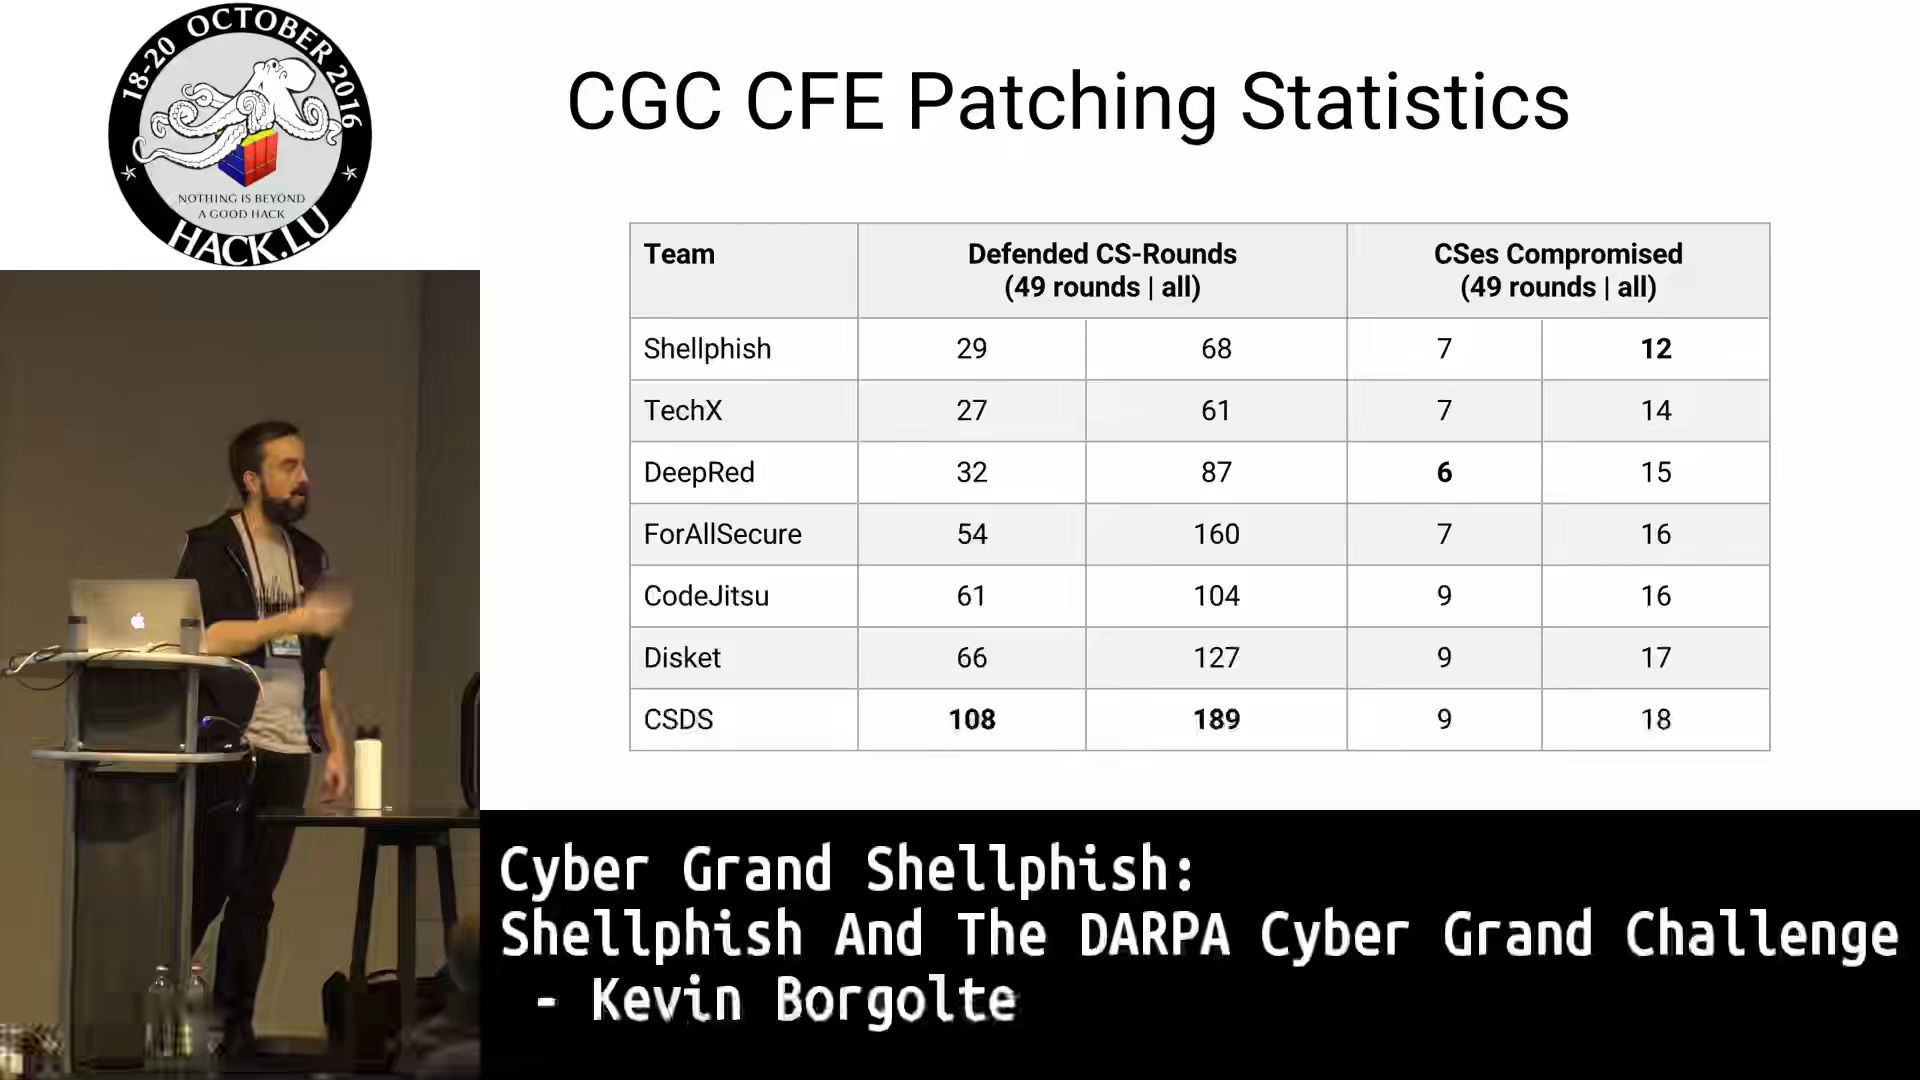 18-20 OCTOBER 2016
NOTHING IS BEYOND
A GOOD HACK
HACK.LU
CGC CFE Patching Statistics
Team Defended CS-Rounds CSes Compromised
(49 rounds | all) (49 rounds | all)
Shellphish 29 68 7 12
TechX 27 61 7 14
DeepRed 32 87 6 15
ForAllSecure 54 160 7 16
CodeJitsu 61 104 9 16
Disket 66 127 9 17
CSDS 108 189 9 18
Cyber Grand Shellphish:
Shellphish And The DARPA Cyber Grand Challenge
- Kevin Borgolte